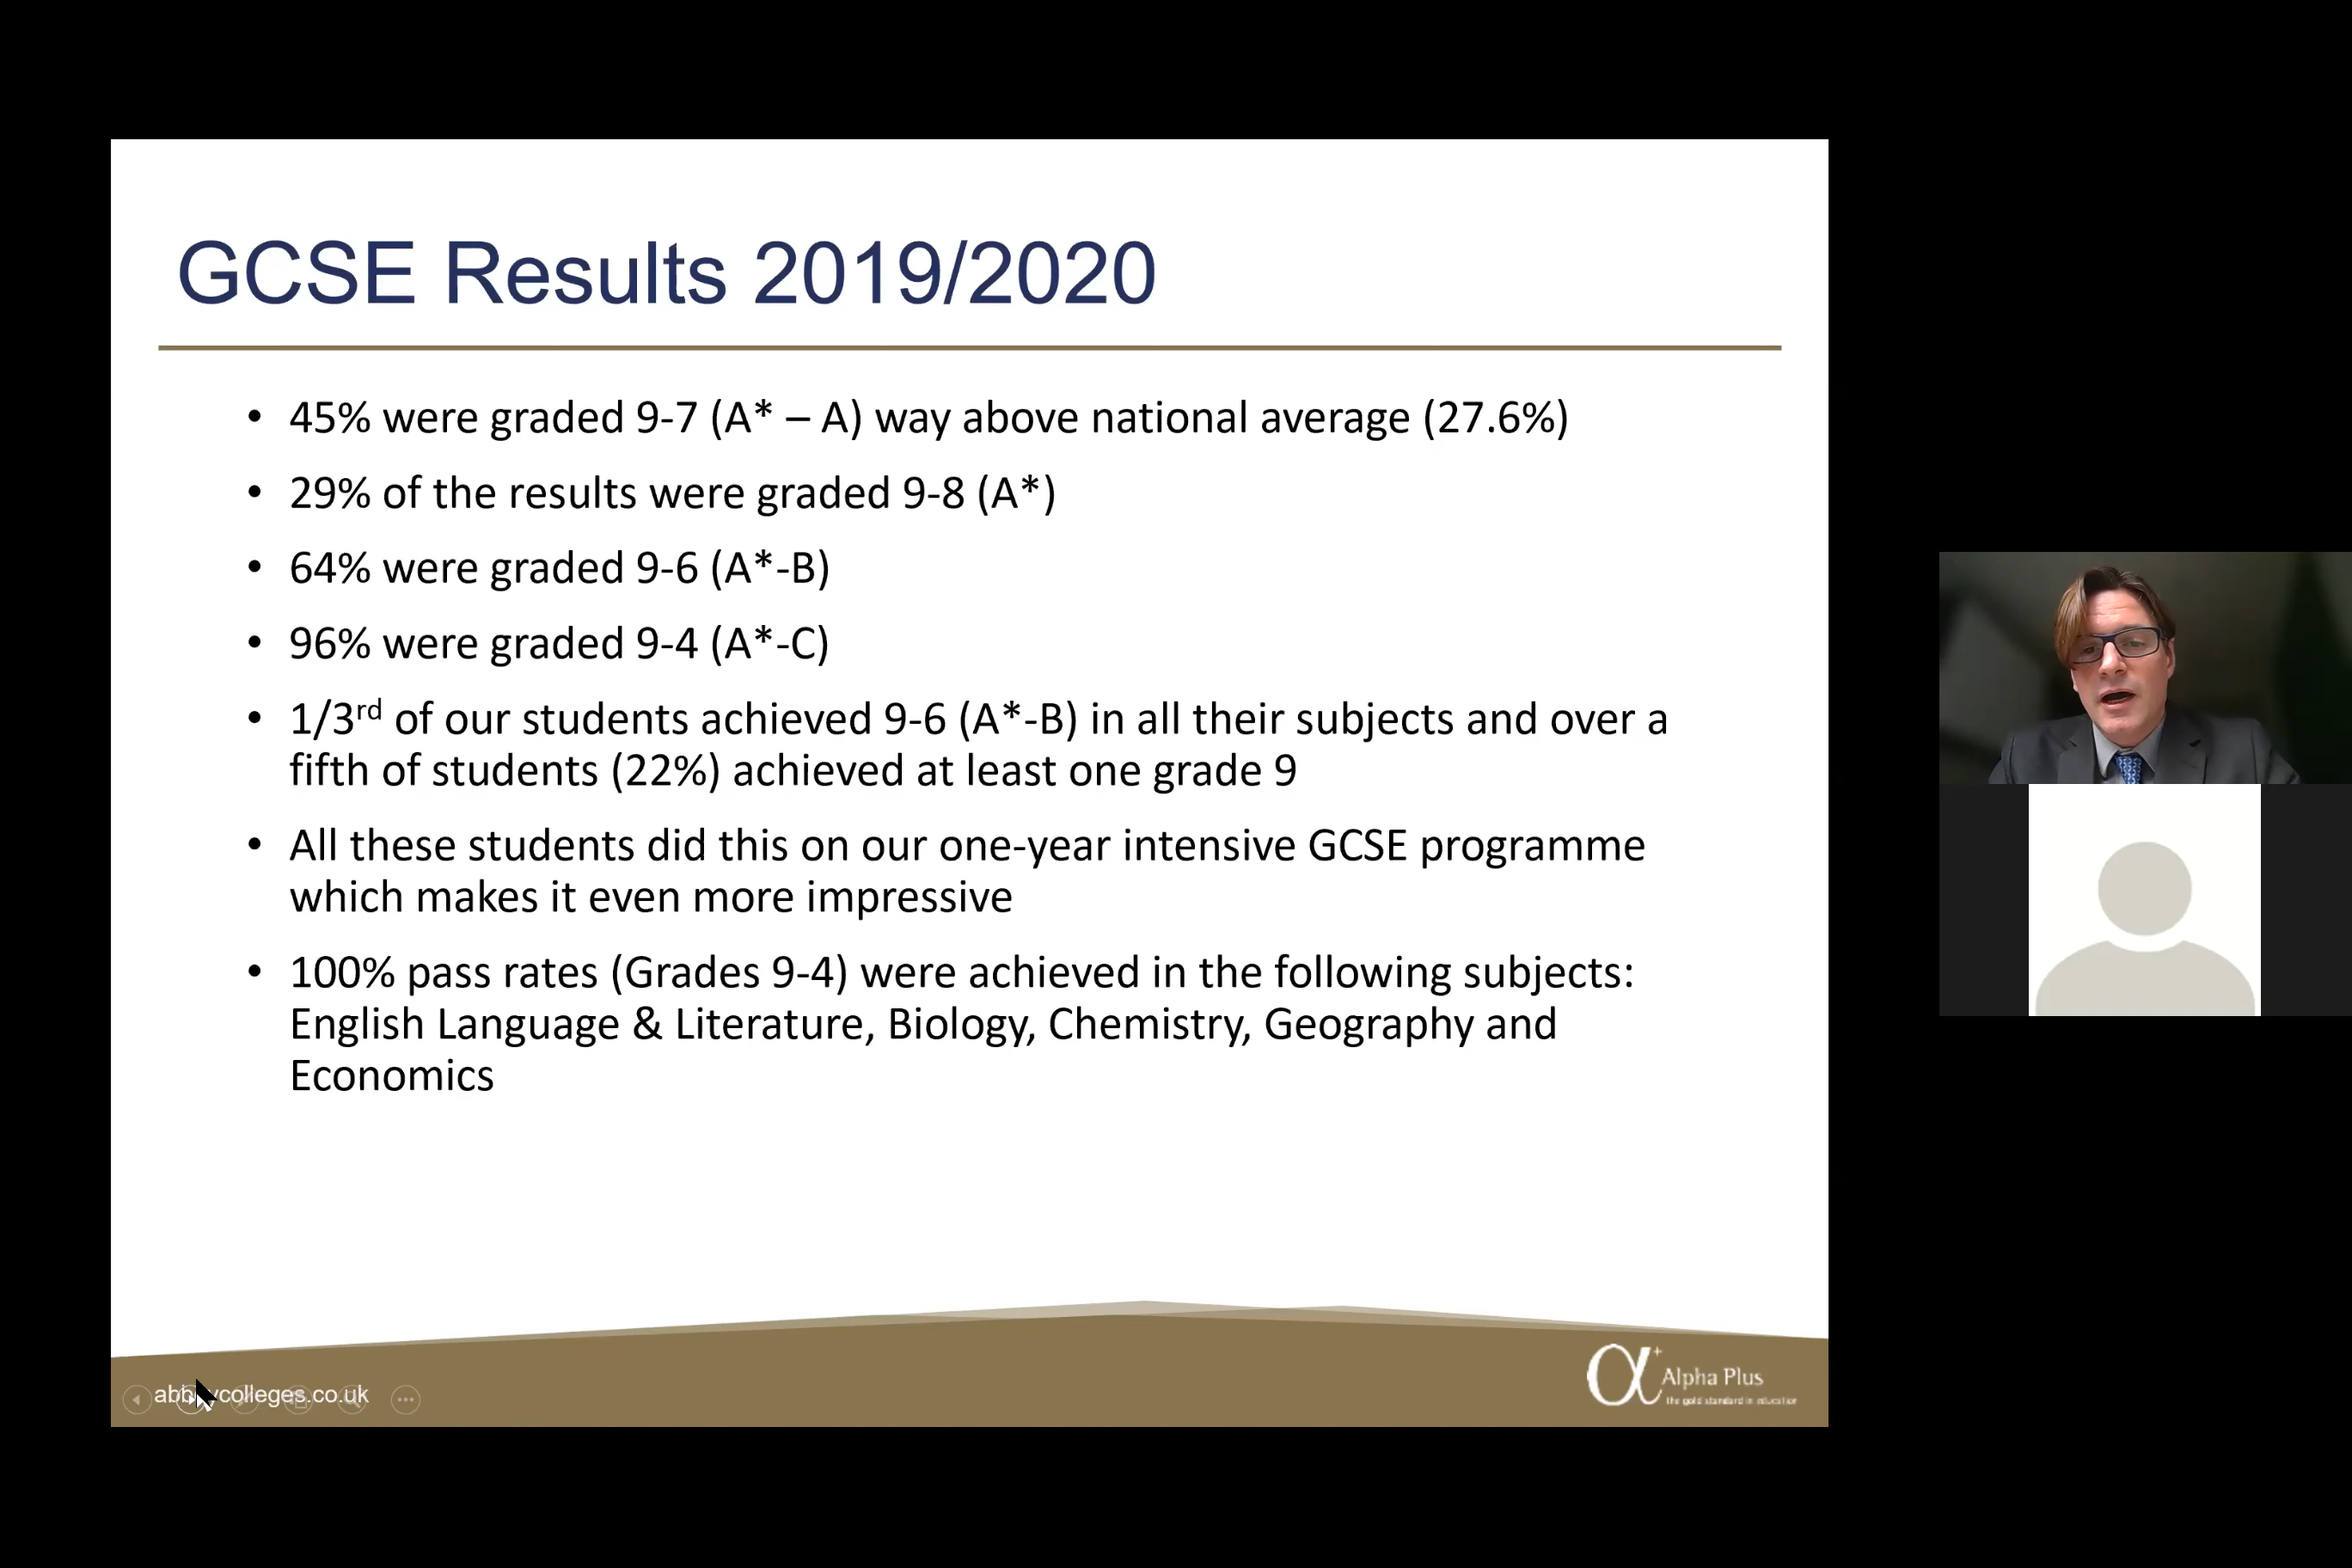 GCSE Results 2019/2020
• 45% were graded 9-7 (A* – A) way above national average (27.6%)
• 29% of the results were graded 9-8 (A*)
• 64% were graded 9-6 (A*-B)
• 96% were graded 9-4 (A*-C)
• 1/3rd of our students achieved 9-6 (A*-B) in all their subjects and over a
fifth of students (22%) achieved at least one grade 9
• All these students did this on our one-year intensive GCSE programme
which makes it even more impressive
• 100% pass rates (Grades 9-4) were achieved in the following subjects:
English Language & Literature, Biology, Chemistry, Geography and
Economics
abbeycolleges.co.uk
α+ Alpha Plus
the gold standard in education